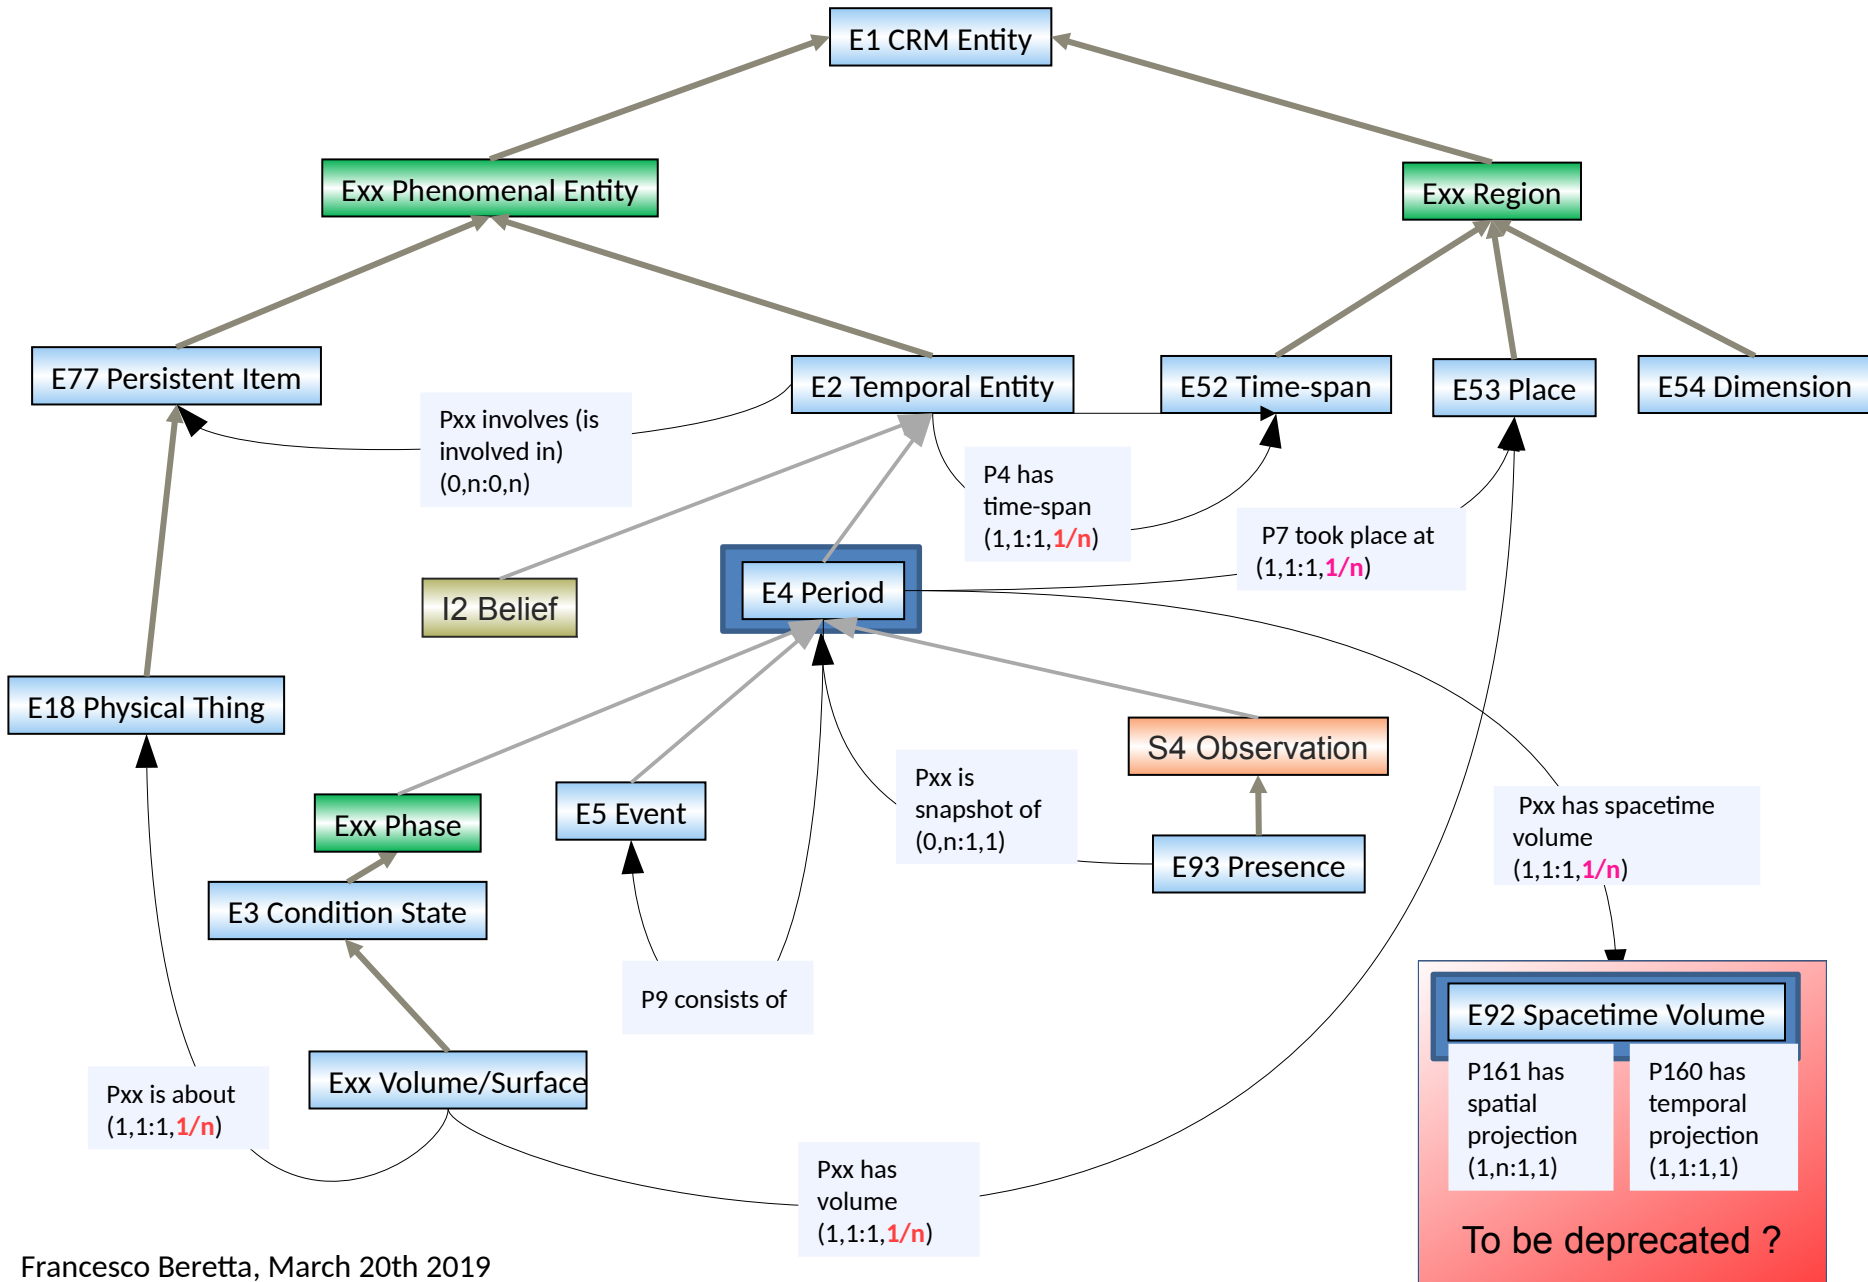 E1 CRM Entity
Exx Phenomenal Entity
Exx Region
E77 Persistent Item
E2 Temporal Entity
E52 Time-span
E53 Place
E54 Dimension
Pxx involves (is
involved in)
(0,n:0,n)
P4 has
time-span
(1,1:1,1/n)
P7 took place at
(1,1:1,1/n)
I2 Belief
E4 Period
E18 Physical Thing
S4 Observation
Exx Phase
E5 Event
Pxx is
snapshot of
(0,n:1,1)
Pxx has spacetime
volume
(1,1:1,1/n)
E93 Presence
E3 Condition State
P9 consists of
E92 Spacetime Volume
P161 has
spatial
projection
(1,n:1,1)
P160 has
temporal
projection
(1,1:1,1)
Exx Volume/Surface
Pxx is about
(1,1:1,1/n)
Pxx has
volume
(1,1:1,1/n)
To be deprecated ?
Francesco Beretta, March 20th 2019